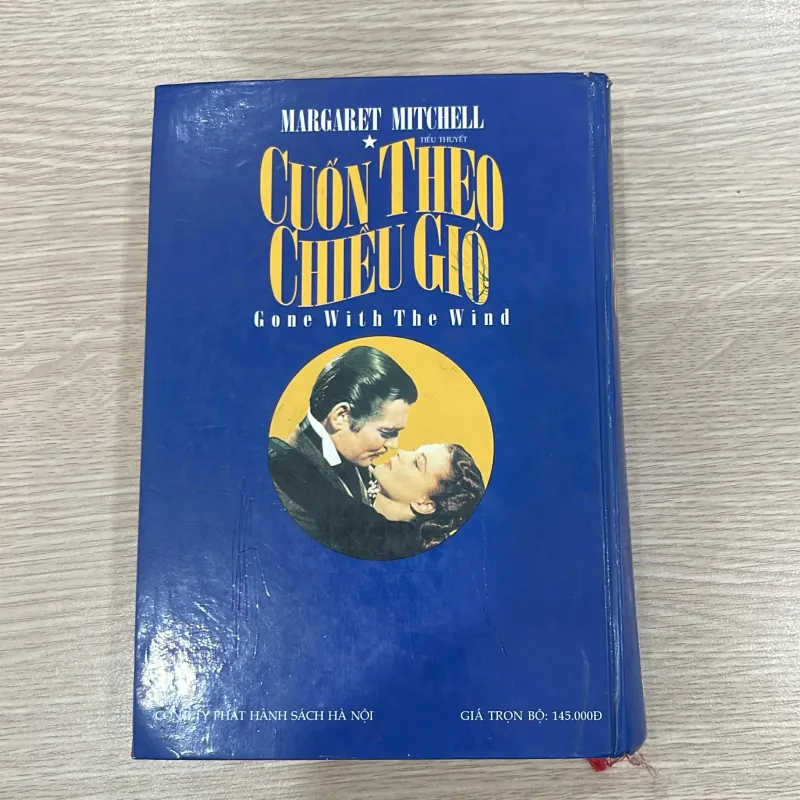 MARGARET MITCHELL
TIỂU THUYẾT
CUỐN THEO
CHIỀU GIÓ
Gone With The Wind
CÔNG TY PHÁT HÀNH SÁCH HÀ NỘI
GIÁ TRỌN BỘ: 145.000Đ